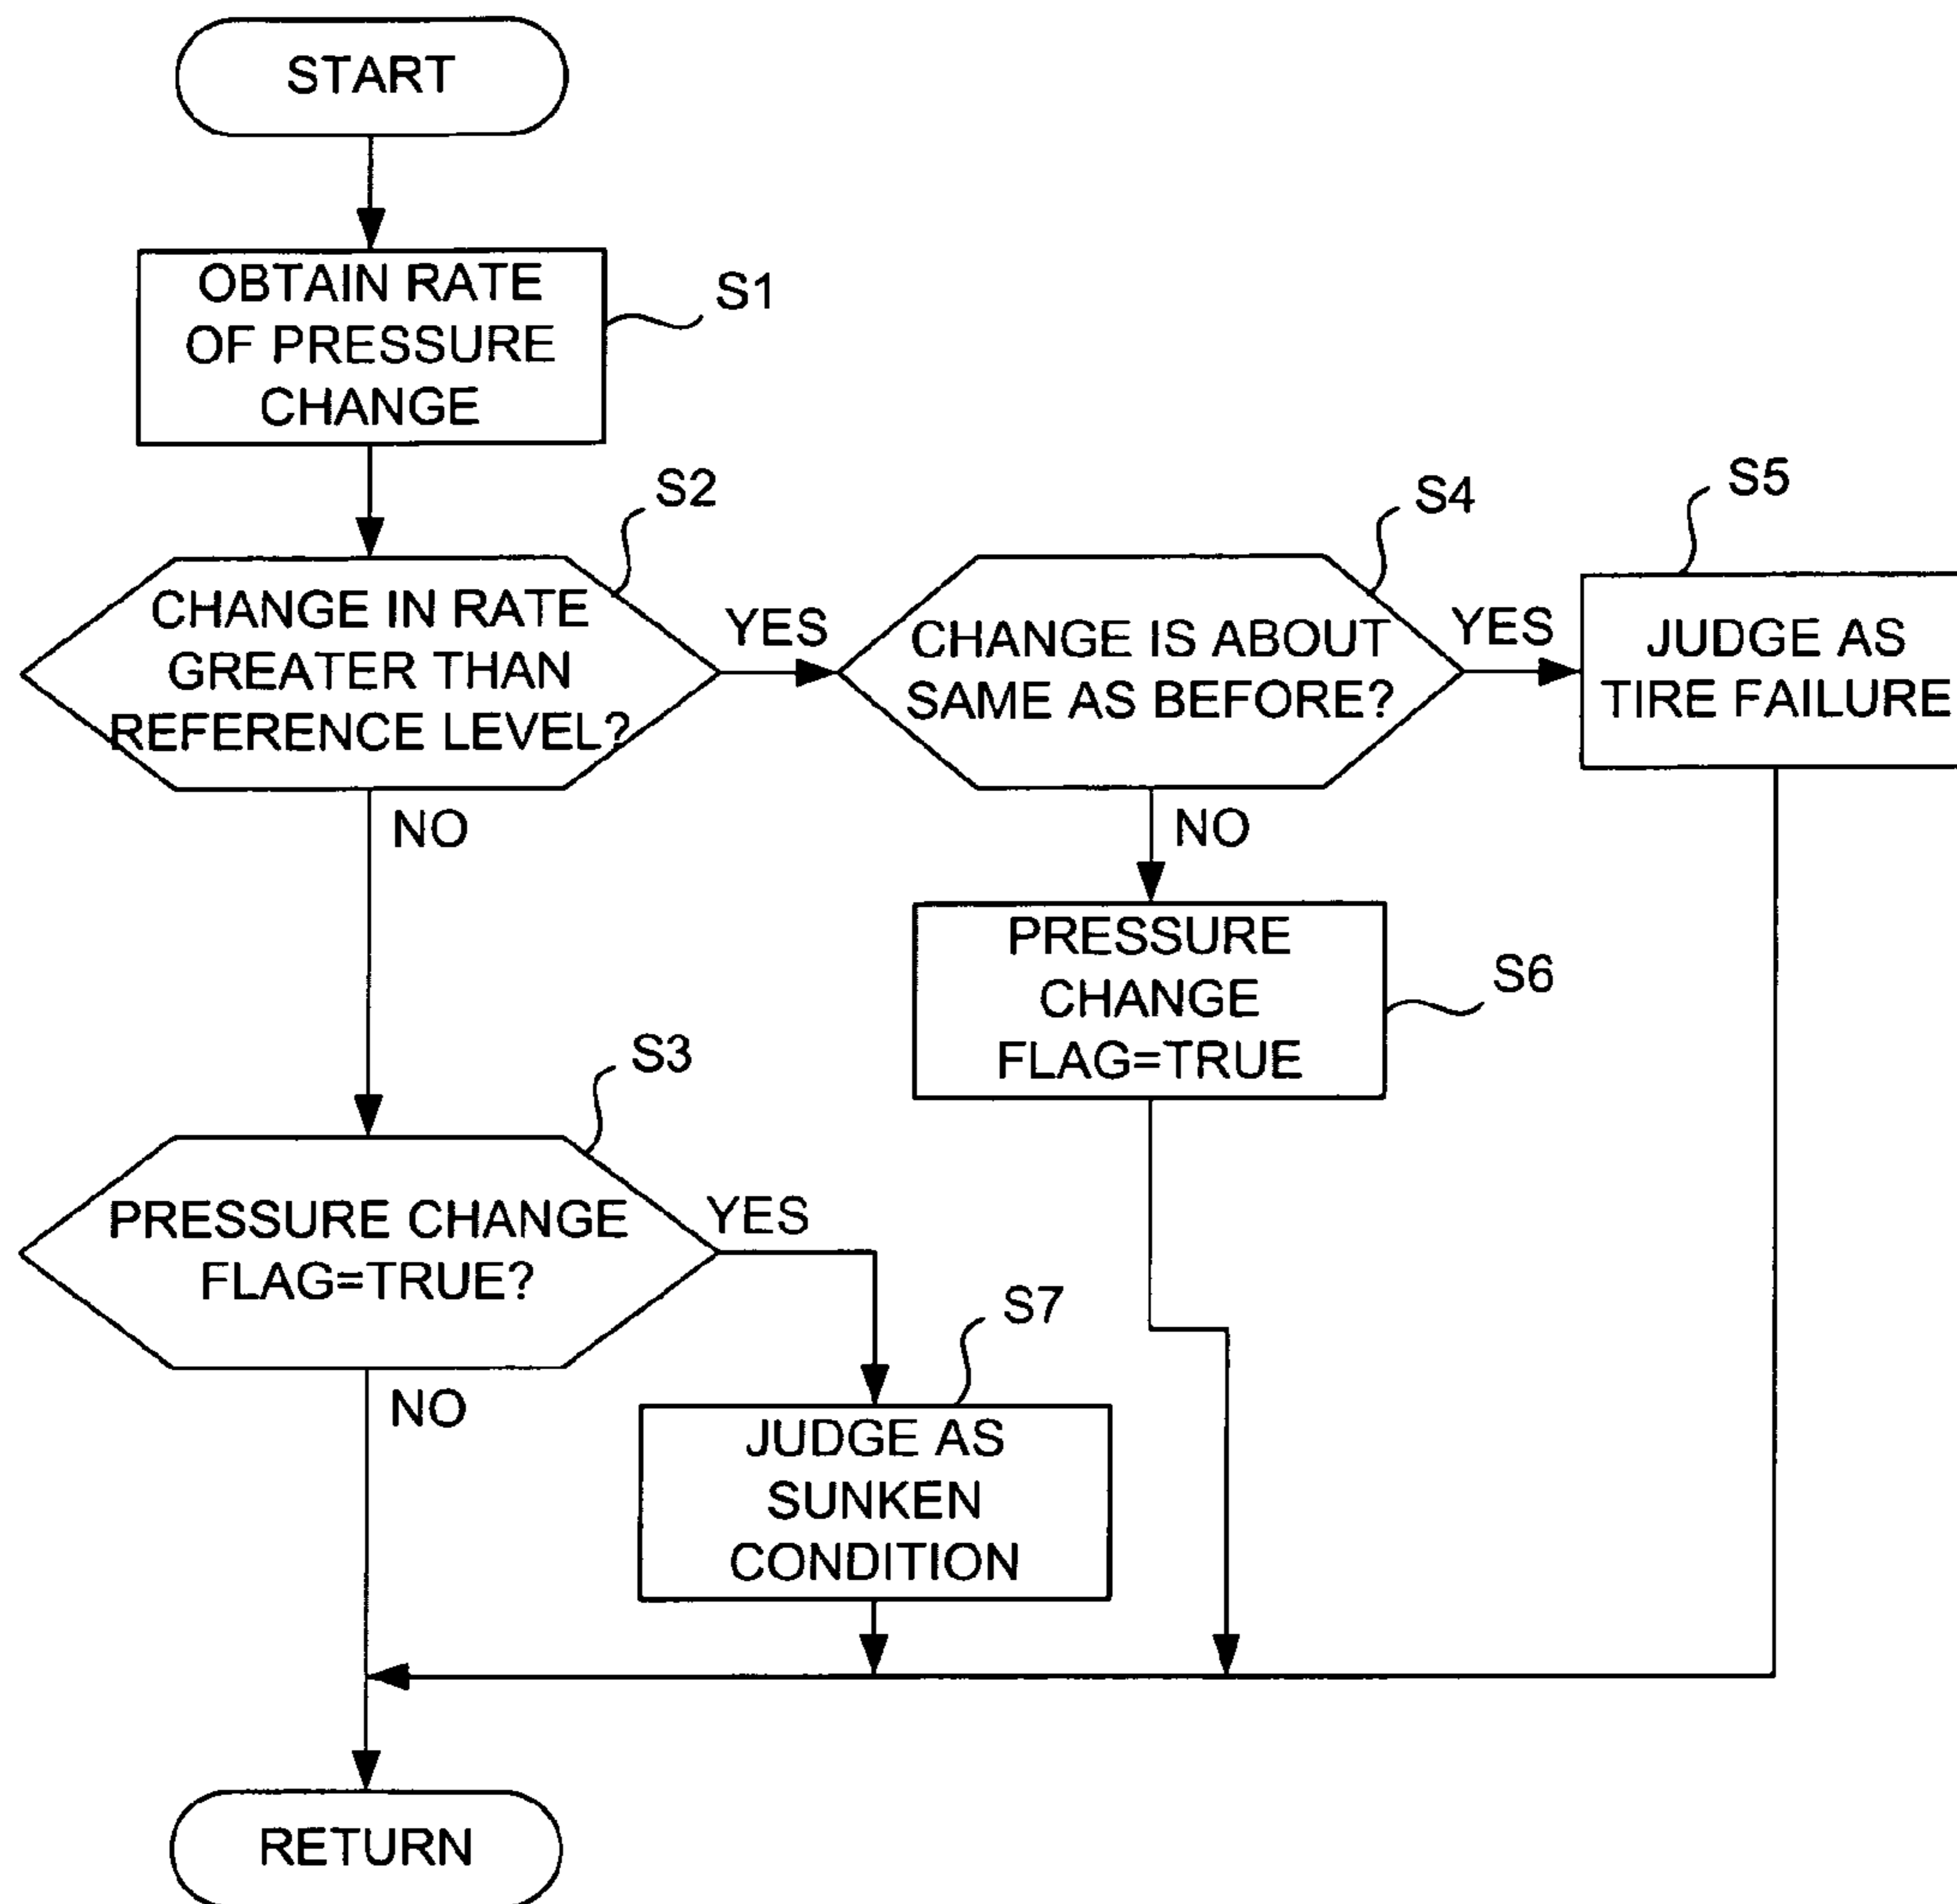 START
OBTAIN RATE
OF PRESSURE
CHANGE
S1
CHANGE IN RATE
GREATER THAN
REFERENCE LEVEL?
S2
YES
NO
CHANGE IS ABOUT
SAME AS BEFORE?
S4
YES
NO
JUDGE AS
TIRE FAILURE
S5
PRESSURE
CHANGE
FLAG=TRUE
S6
PRESSURE CHANGE
FLAG=TRUE?
S3
YES
NO
JUDGE AS
SUNKEN
CONDITION
S7
RETURN